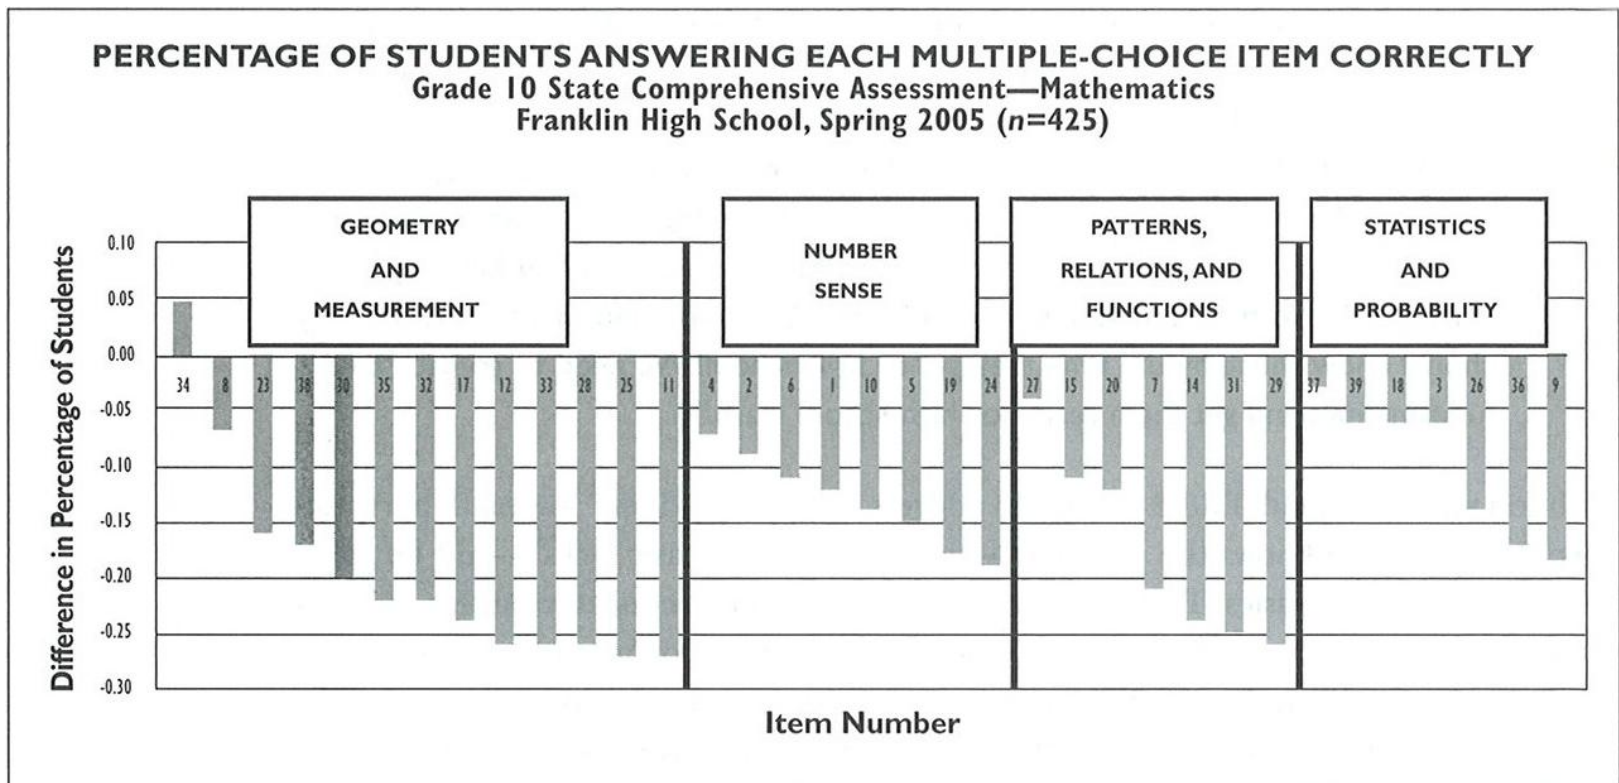 PERCENTAGE OF STUDENTS ANSWERING EACH MULTIPLE-CHOICE ITEM CORRECTLY
Grade 10 State Comprehensive Assessment—Mathematics
Franklin High School, Spring 2005 (n=425)
GEOMETRY
AND
MEASUREMENT
NUMBER
SENSE
PATTERNS,
RELATIONS, AND
FUNCTIONS
STATISTICS
AND
PROBABILITY
Difference in Percentage of Students
0.10
0.05
0.00
-0.05
-0.10
-0.15
-0.20
-0.25
-0.30
34 8 23 38 30 35 32 17 12 33 28 25 11 4 2 6 1 10 5 19 24 27 15 20 7 14 31 29 37 39 18 3 26 36 9
Item Number